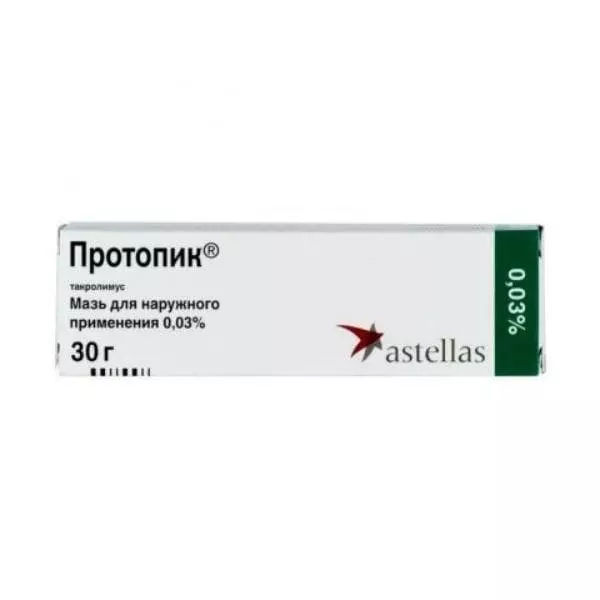 Протопик®
такролимус
Мазь для наружного
применения 0,03%
30 г
astellas
0,03%